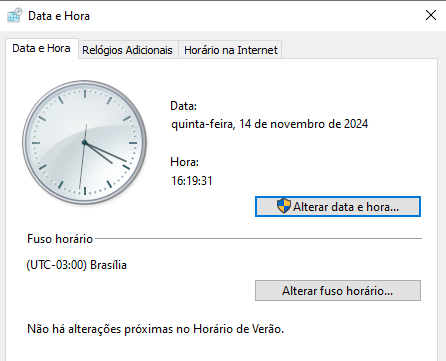 Data e Hora
Data e Hora Relógios Adicionais Horário na Internet
Data:
quinta-feira, 14 de novembro de 2024
Hora:
16:19:31
Alterar data e hora...
Fuso horário
(UTC-03:00) Brasília
Alterar fuso horário...
Não há alterações próximas no Horário de Verão.